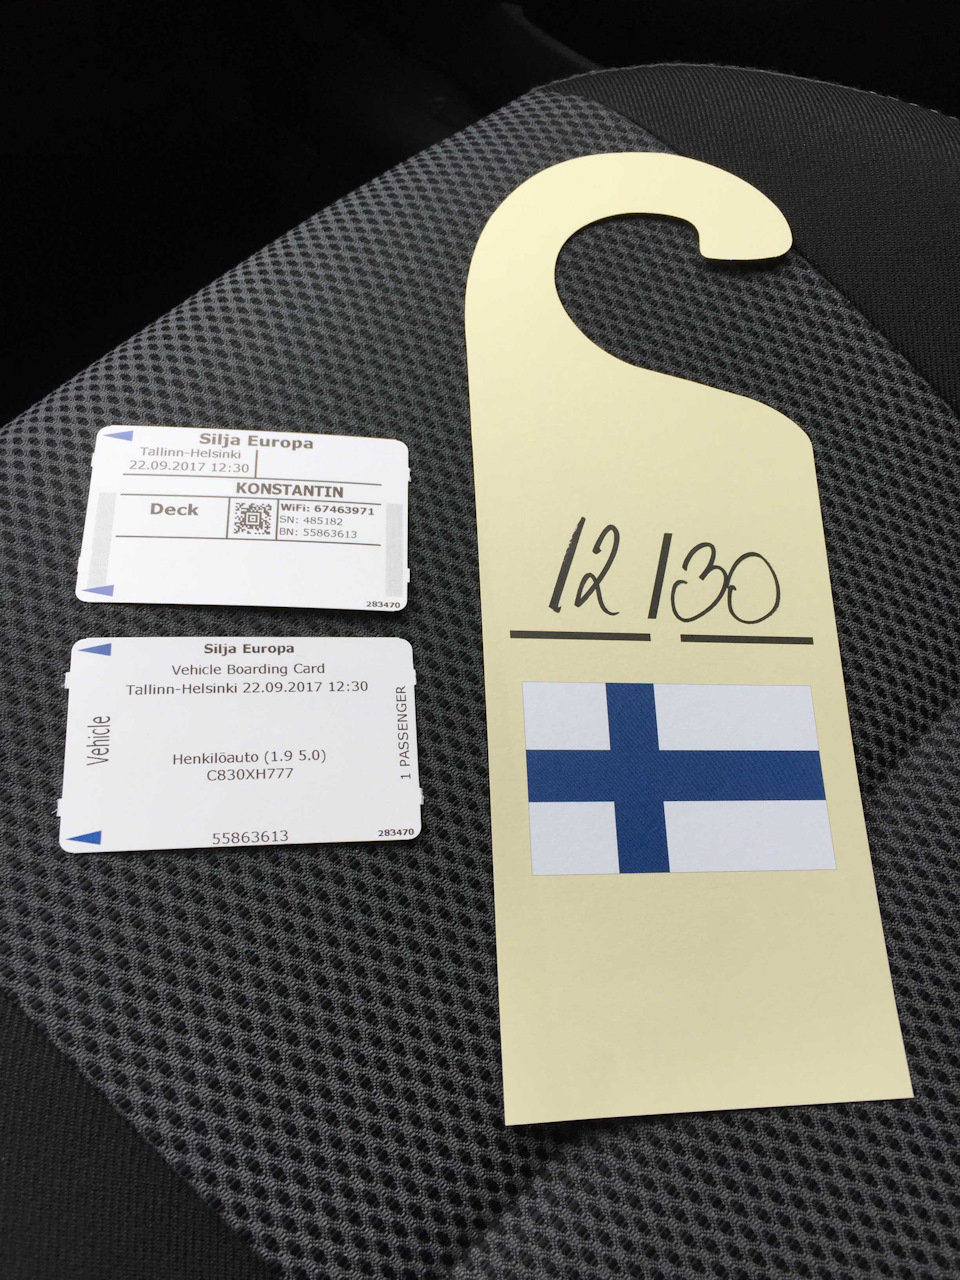 Silja Europa
Tallinn-Helsinki
22.09.2017 12:30
KONSTANTIN
Deck
WiFi: 67463971
SN: 485182
BN: 55863613
283470
Silja Europa
Vehicle Boarding Card
Tallinn-Helsinki 22.09.2017 12:30
Vehicle
1 PASSENGER
Henkilöauto (1.9 5.0)
C830XH777
55863613
283470
12 130